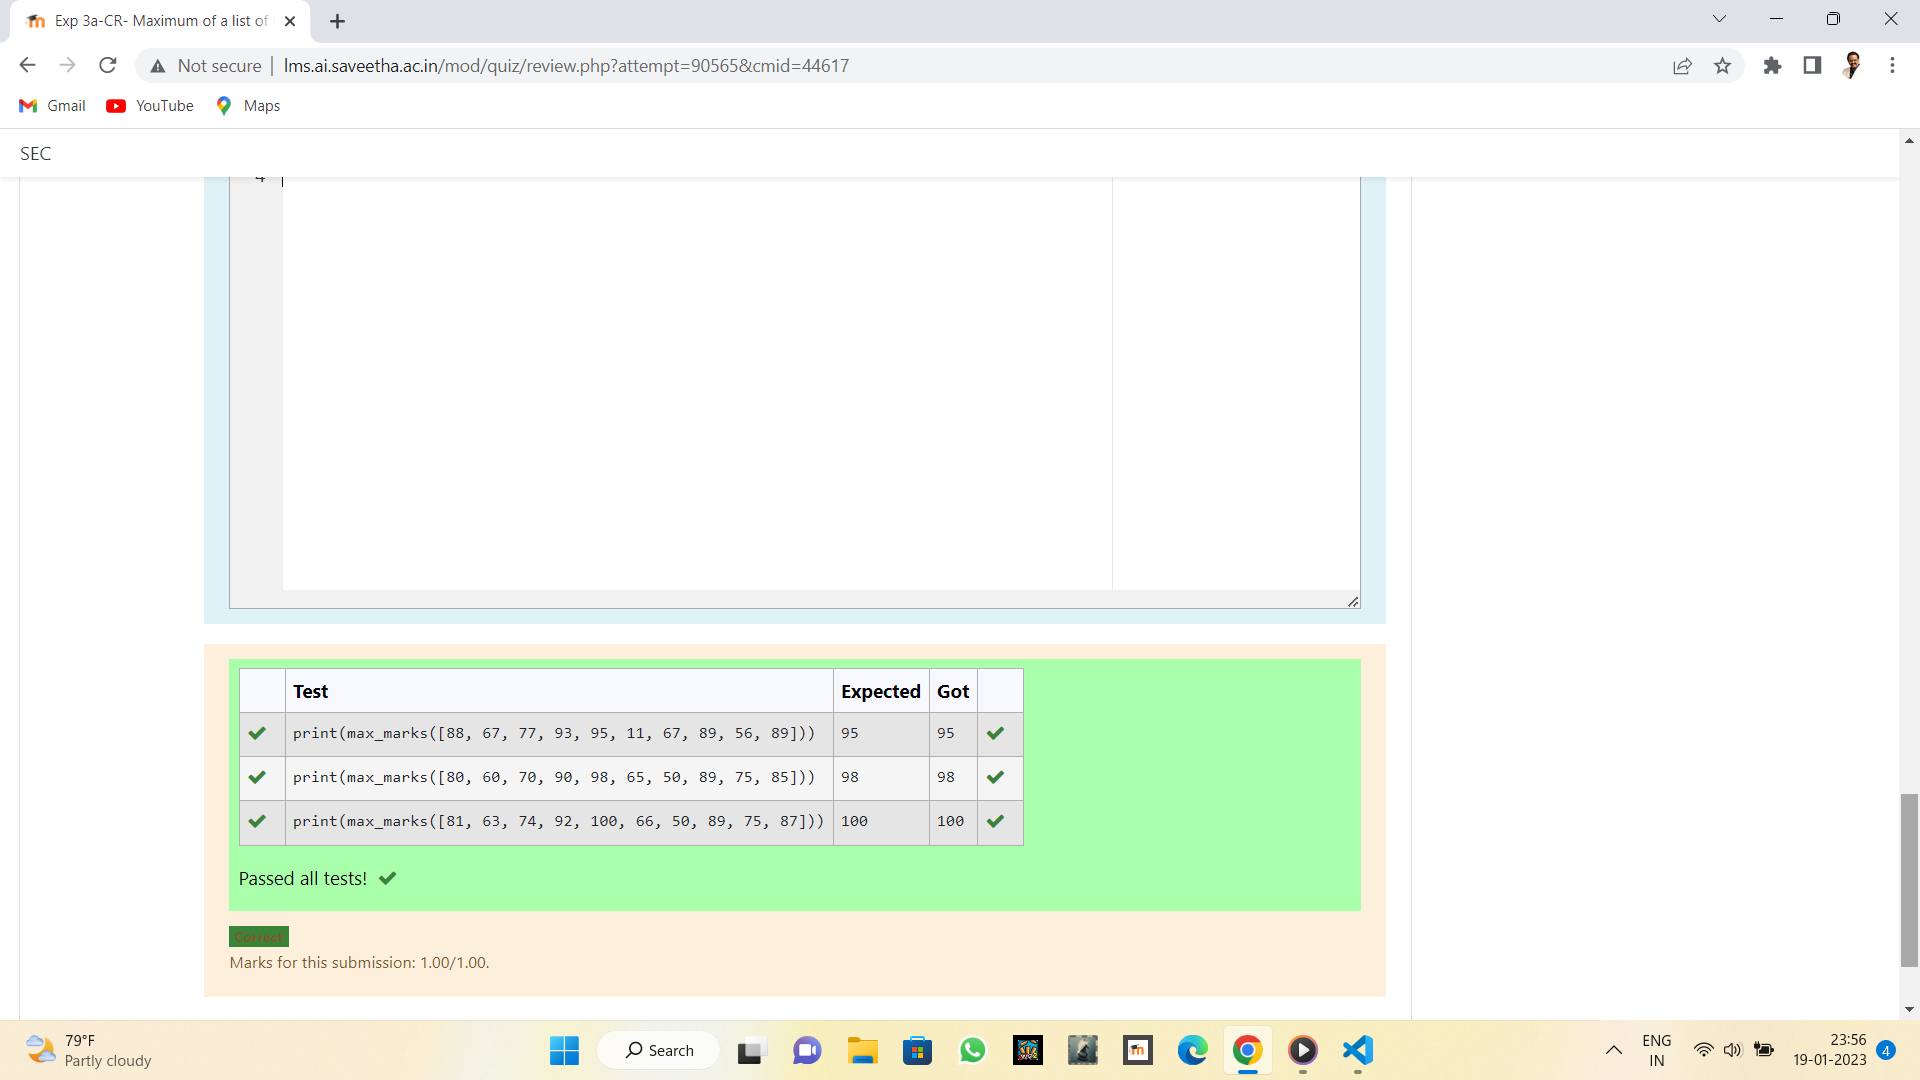 Exp 3a-CR- Maximum of a list of
Not secure
lms.ai.saveetha.ac.in/mod/quiz/review.php?attempt=90565&cmid=44617
Gmail
YouTube
Maps
SEC
4
Test Expected Got
print(max_marks([88, 67, 77, 93, 95, 11, 67, 89, 56, 89])) 95 95
print(max_marks([80, 60, 70, 90, 98, 65, 50, 89, 75, 85])) 98 98
print(max_marks([81, 63, 74, 92, 100, 66, 50, 89, 75, 87])) 100 100
Passed all tests!
Correct
Marks for this submission: 1.00/1.00.
79°F
Partly cloudy
Search
ENG
IN
23:56
19-01-2023
4